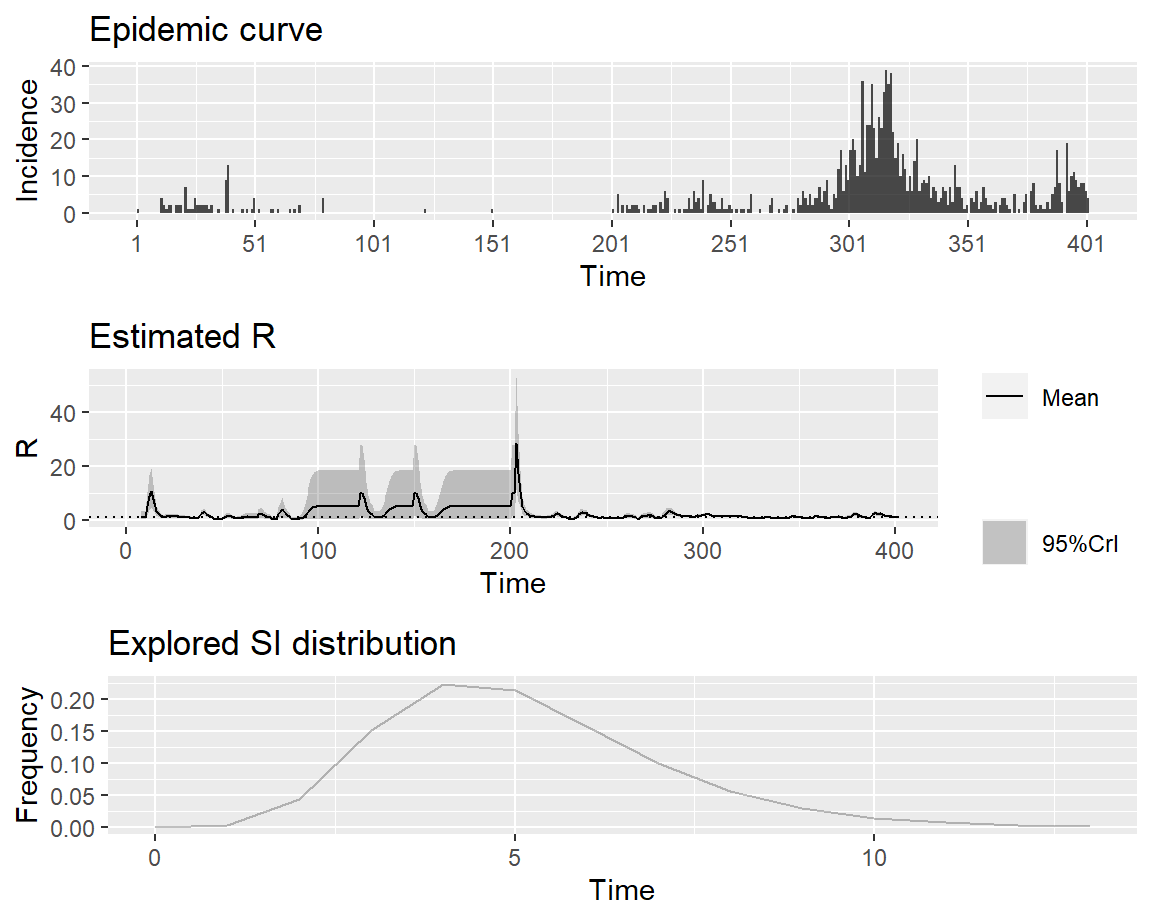 Epidemic curve
Incidence
40
30
20
10
0
1 51 101 151 201 251 301 351 401
Time
Estimated R
R
40
20
0
0 100 200 300 400
Time
Mean
95%CrI
Explored SI distribution
Frequency
0.20
0.15
0.10
0.05
0.00
0 5 10
Time